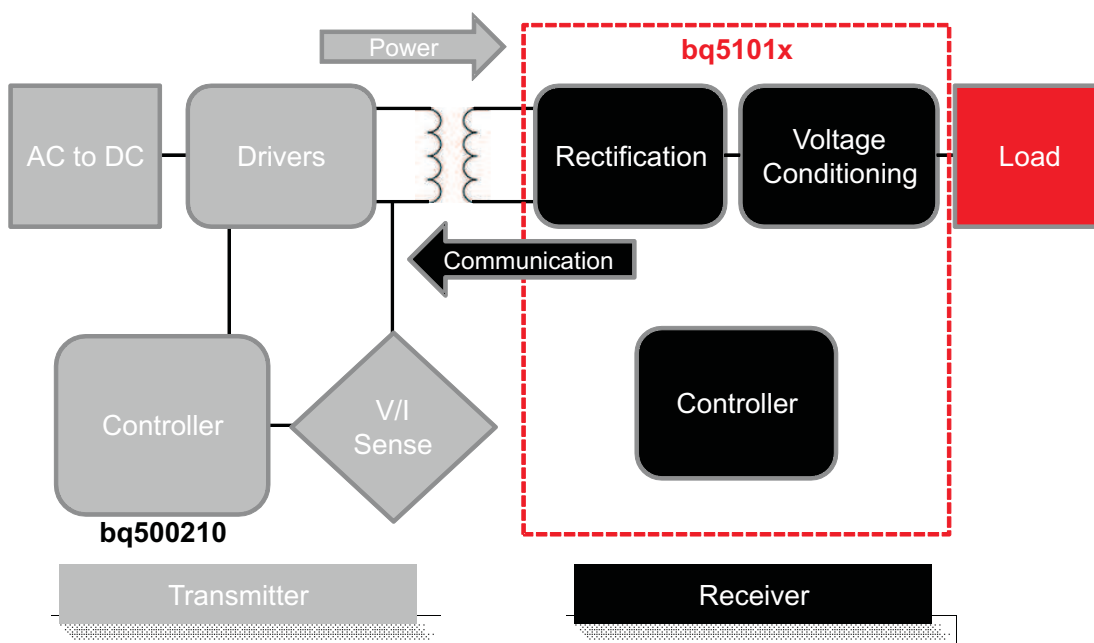 Power
bq5101x
AC to DC
Drivers
Rectification
Voltage
Conditioning
Load
Communication
Controller
V/I
Sense
Controller
bq500210
Transmitter
Receiver